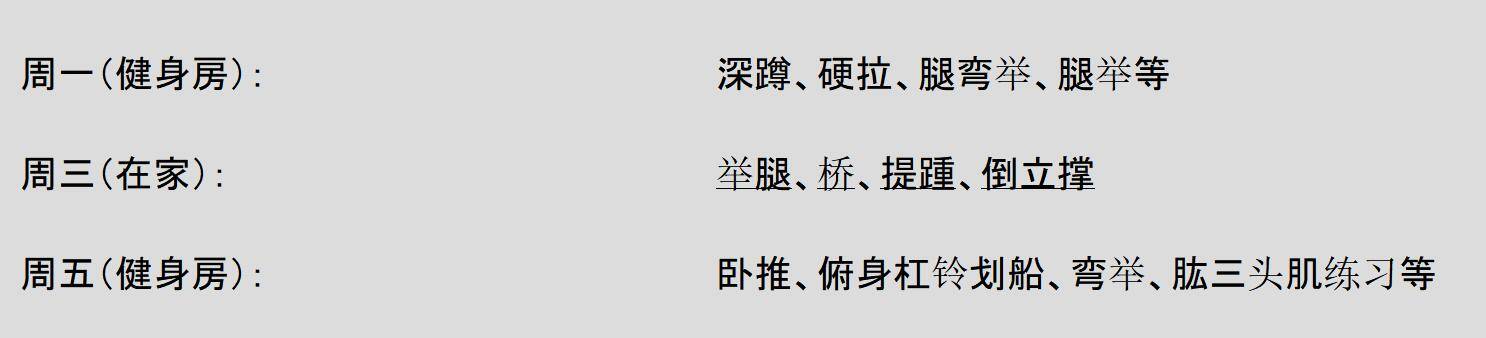 周一(健身房): 深蹲、硬拉、腿弯举、腿举等
周三(在家): 举腿、桥、提踵、倒立撑
周五(健身房): 卧推、俯身杠铃划船、弯举、肱三头肌练习等